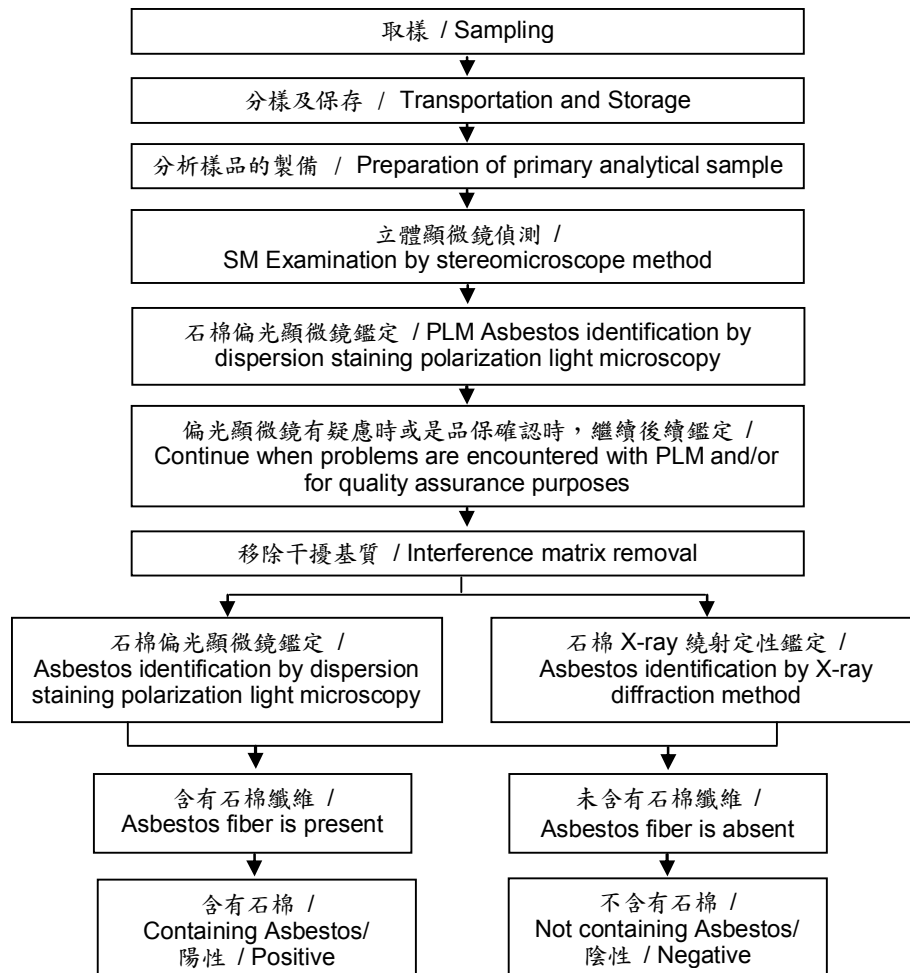 取樣 / Sampling
分樣及保存 / Transportation and Storage
分析樣品的製備 / Preparation of primary analytical sample
立體顯微鏡偵測 /
SM Examination by stereomicroscope method
石棉偏光顯微鏡鑑定 / PLM Asbestos identification by
dispersion staining polarization light microscopy
偏光顯微鏡有疑慮時或是品保確認時，繼續後續鑑定 /
Continue when problems are encountered with PLM and/or
for quality assurance purposes
移除干擾基質 / Interference matrix removal
石棉偏光顯微鏡鑑定 /
Asbestos identification by dispersion
staining polarization light microscopy
石棉 X-ray 繞射定性鑑定 /
Asbestos identification by X-ray
diffraction method
含有石棉纖維 /
Asbestos fiber is present
未含有石棉纖維 /
Asbestos fiber is absent
含有石棉 /
Containing Asbestos/
陽性 / Positive
不含有石棉 /
Not containing Asbestos/
陰性 / Negative